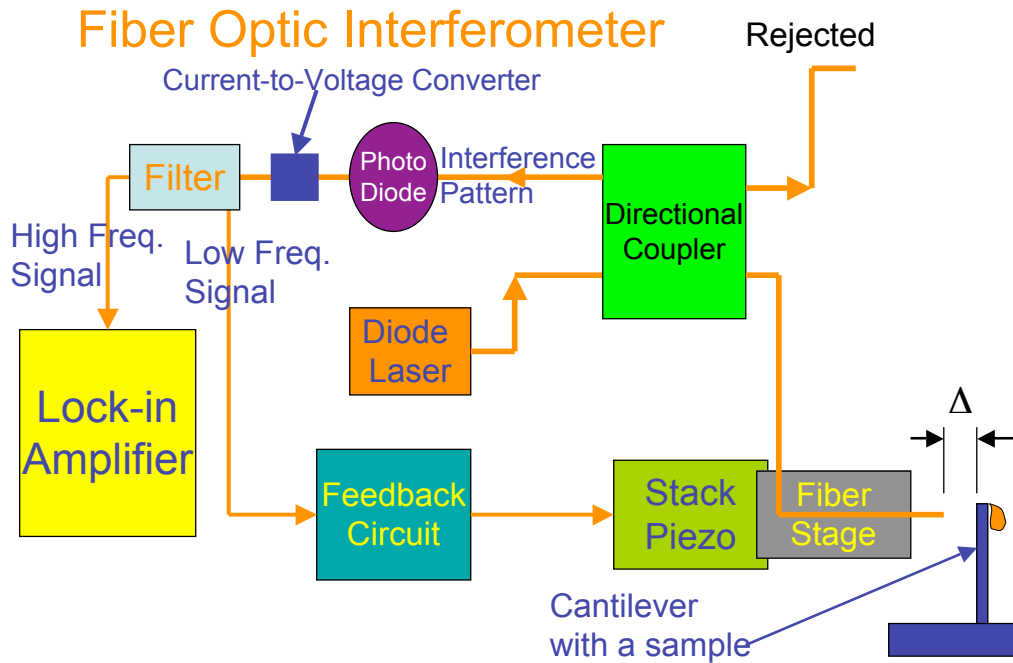 Fiber Optic Interferometer
Rejected
Current-to-Voltage Converter
Filter
Photo
Diode
Interference
Pattern
Directional
Coupler
High Freq.
Signal
Low Freq.
Signal
Diode
Laser
Lock-in
Amplifier
Feedback
Circuit
Stack
Piezo
Fiber
Stage
Δ
Cantilever
with a sample